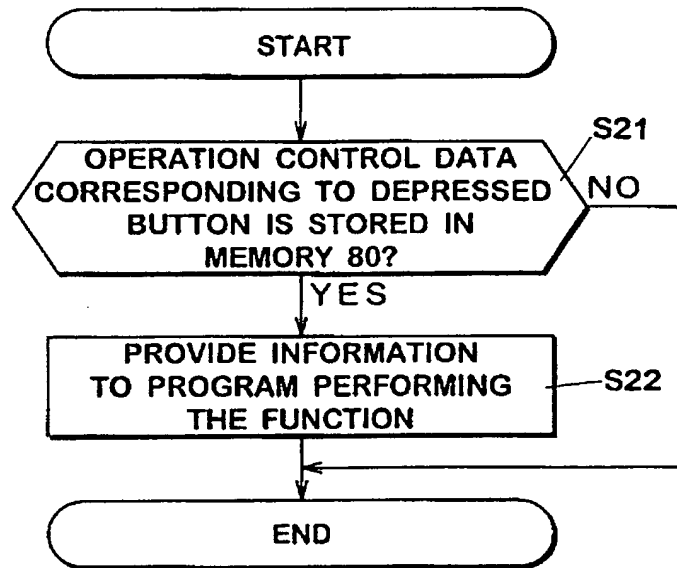 START
S21
OPERATION CONTROL DATA
CORRESPONDING TO DEPRESSED
BUTTON IS STORED IN
MEMORY 80?
NO
YES
PROVIDE INFORMATION
TO PROGRAM PERFORMING
THE FUNCTION
S22
END